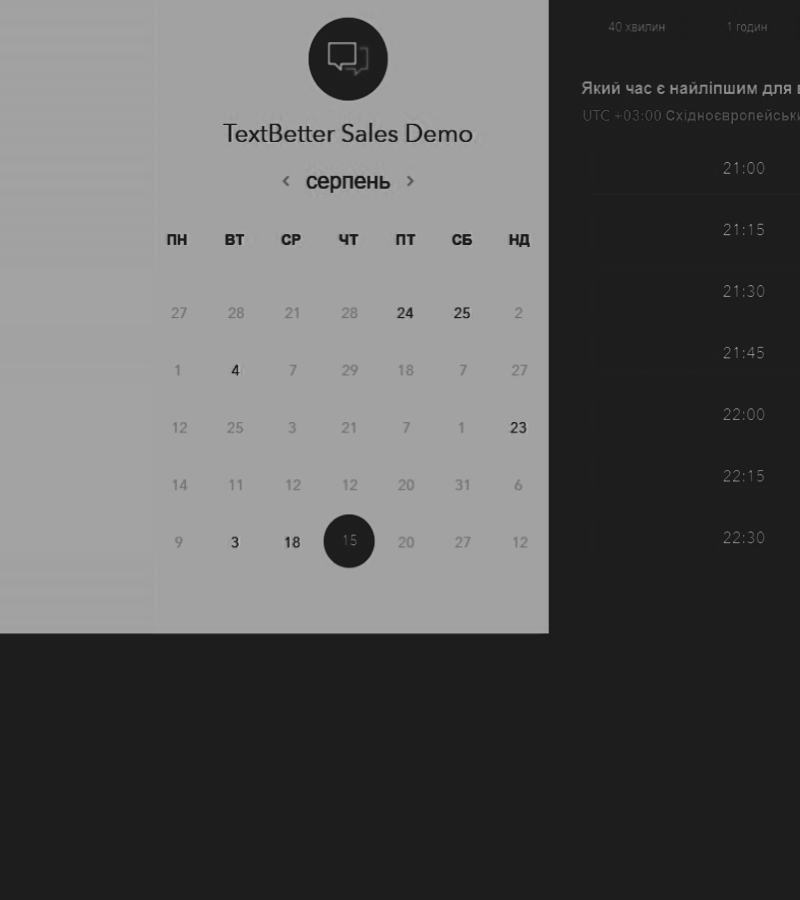 TextBetter Sales Demo
‹ серпень ›
ПН ВТ СР ЧТ ПТ СБ НД
27 28 21 28 24 25 2
1 4 7 29 18 7 27
12 25 3 21 7 1 23
14 11 12 12 20 31 6
9 3 18 15 20 27 12
40 хвилин 1 годин
Який час є найліпшим для
UTC +03:00 Східноєвропейськ
21:00
21:15
21:30
21:45
22:00
22:15
22:30